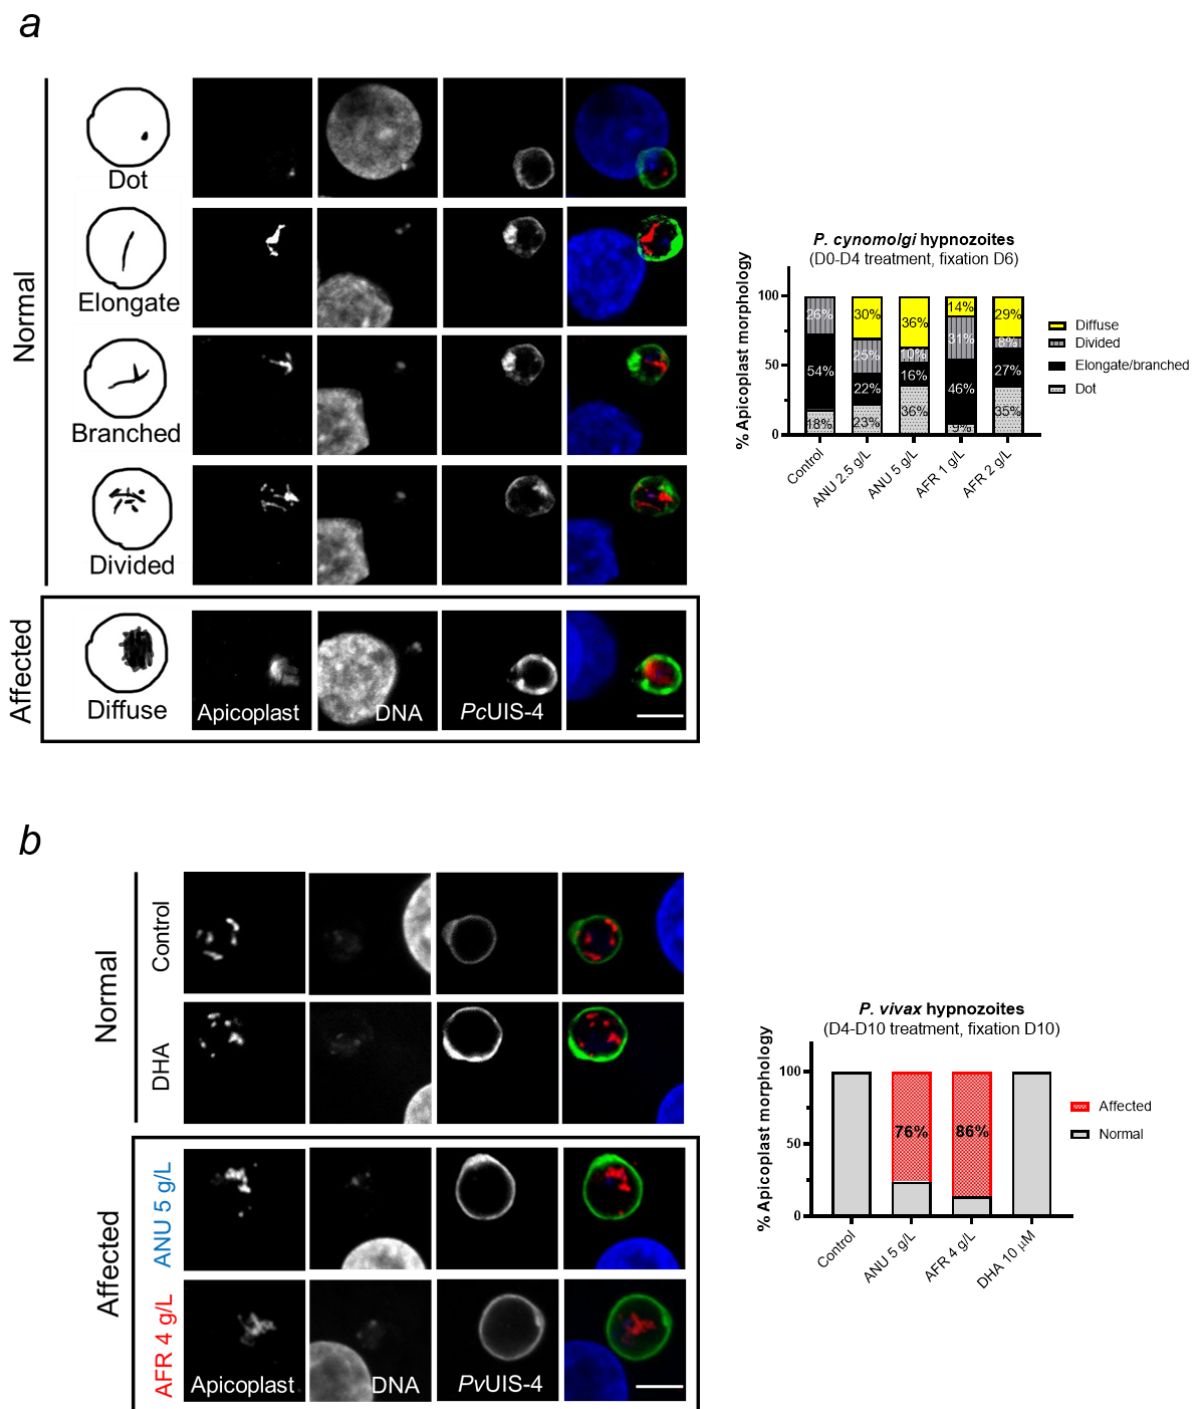 a
Normal
Dot
Elongate
Branched
Divided
Affected
Diffuse
Apicoplast
DNA
PcUIS-4
P. cynomolgi hypnozoites
(D0-D4 treatment, fixation D6)
% Apicoplast morphology
100
50
0
26%
54%
18%
30%
25%
22%
23%
36%
10%
16%
36%
14%
31%
46%
9%
29%
8%
27%
35%
Control
ANU 2.5 g/L
ANU 5 g/L
AFR 1 g/L
AFR 2 g/L
Diffuse
Divided
Elongate/branched
Dot
b
Normal
Control
DHA
Affected
ANU 5 g/L
AFR 4 g/L
Apicoplast
DNA
PvUIS-4
P. vivax hypnozoites
(D4-D10 treatment, fixation D10)
% Apicoplast morphology
100
50
0
76%
86%
Control
ANU 5 g/L
AFR 4 g/L
DHA 10 µM
Affected
Normal